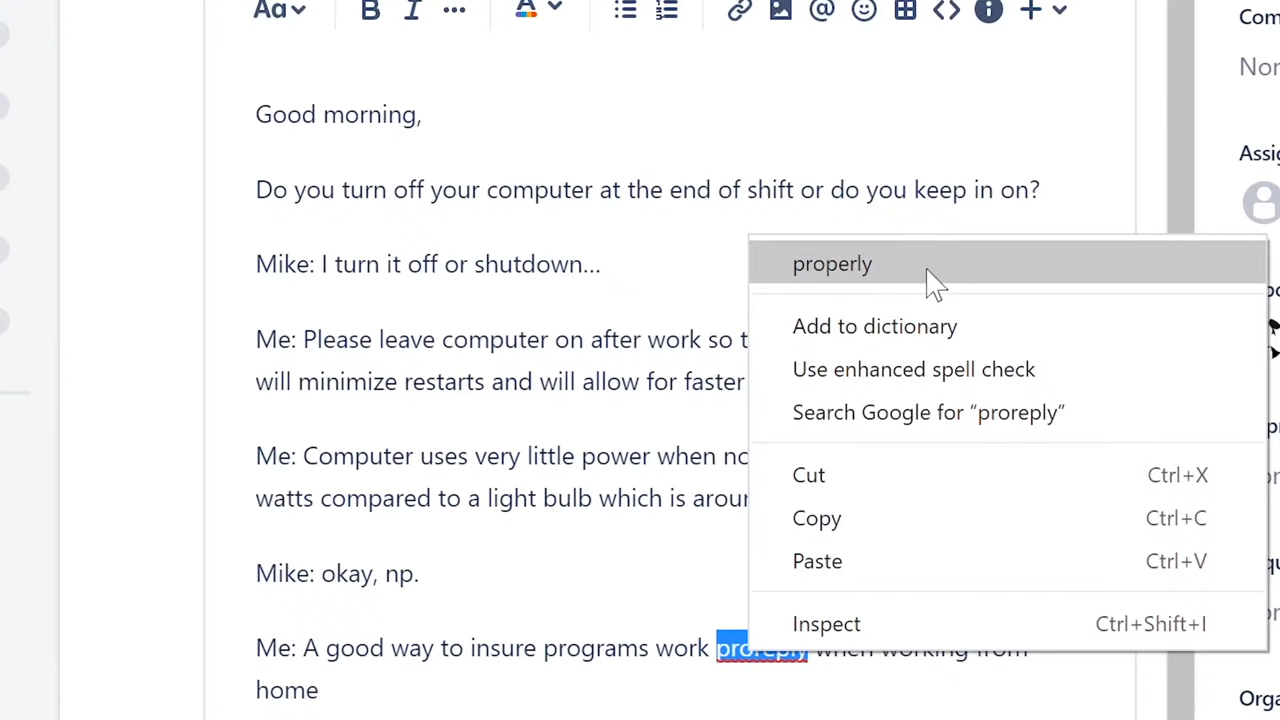 Aa B I ... A @ <> +
Com
Good morning,
Assig
Do you turn off your computer at the end of shift or do you keep in on?
Mike: I turn it off or shutdown...
properly
Me: Please leave computer on after work so
Add to dictionary
will minimize restarts and will allow for faster
Use enhanced spell check
Search Google for “proreply”
Me: Computer uses very little power when
Cut Ctrl+X
watts compared to a light bulb which is
Copy Ctrl+C
Mike: okay, np.
Paste Ctrl+V
Inspect Ctrl+Shift+I
Me: A good way to insure programs work proreply when working from
home
Orga